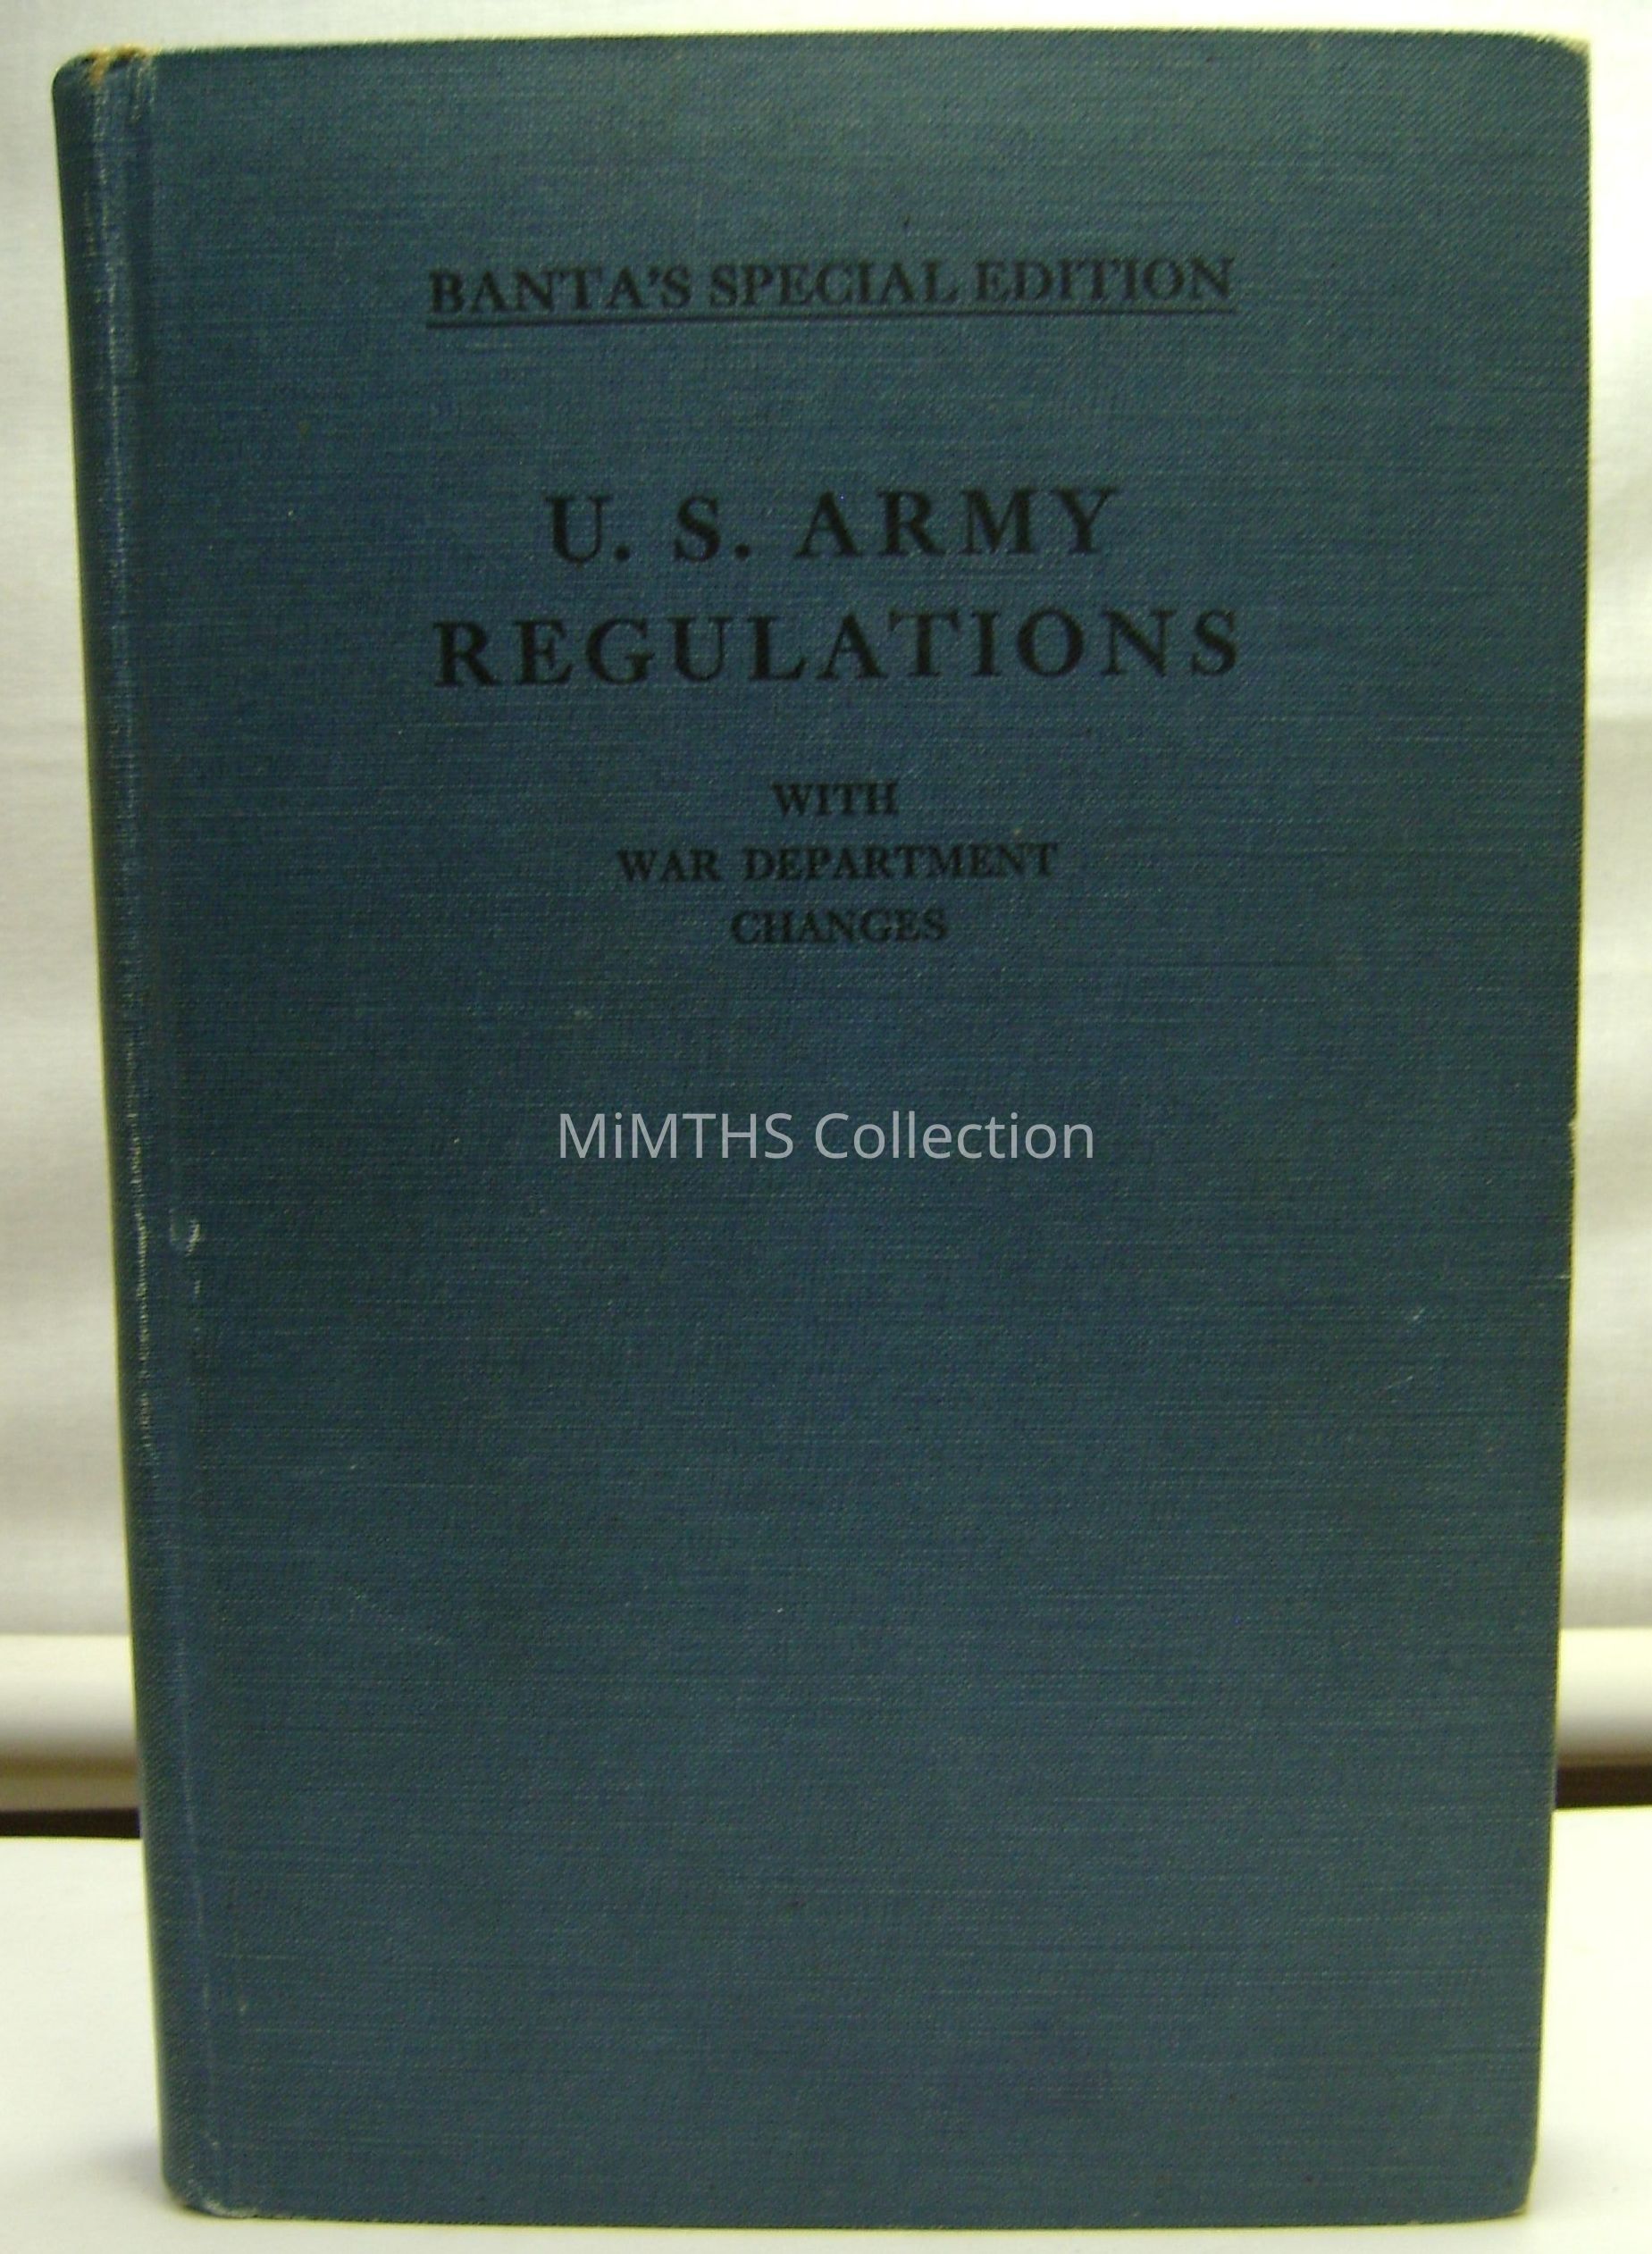 BANTA'S SPECIAL EDITION
U. S. ARMY
REGULATIONS
WITH
WAR DEPARTMENT
CHANGES
MiMTHS Collection